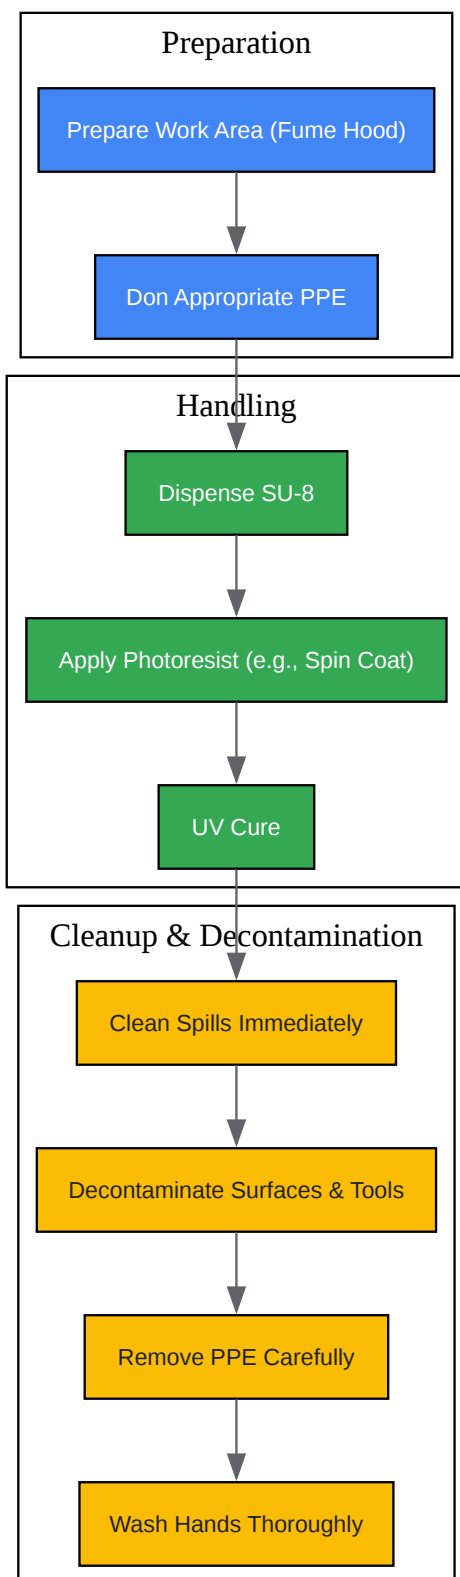 Preparation
Prepare Work Area (Fume Hood)
Don Appropriate PPE
Handling
Dispense SU-8
Apply Photoresist (e.g., Spin Coat)
UV Cure
Cleanup & Decontamination
Clean Spills Immediately
Decontaminate Surfaces & Tools
Remove PPE Carefully
Wash Hands Thoroughly